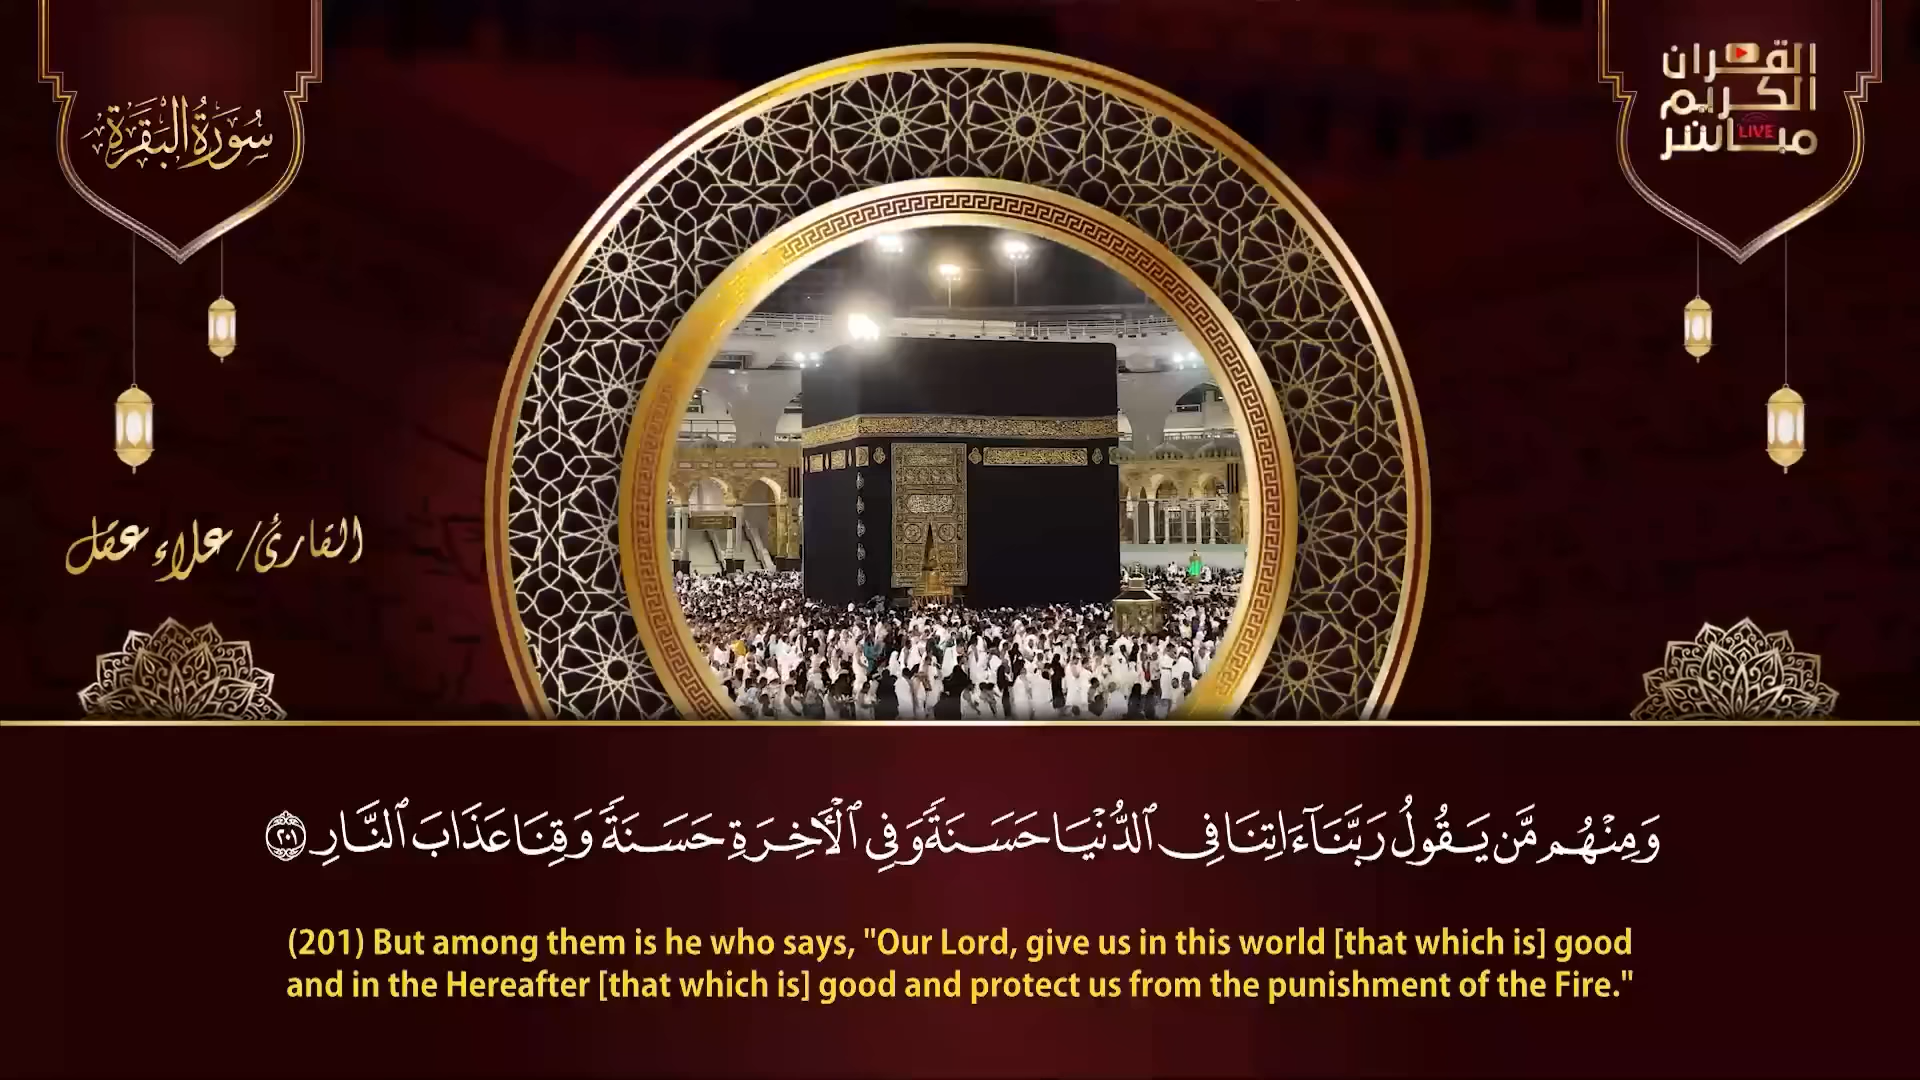 سُورَةُ البَقَرَةِ
القران
الكريم
مباشر
LIVE
القارئ/ علاء عقل
وَمِنْهُم مَّن يَقُولُ رَبَّنَآ ءَاتِنَا فِى ٱلدُّنْيَا حَسَنَةً وَفِى ٱلْـَٔاخِرَةِ حَسَنَةً وَقِنَا عَذَابَ ٱلنَّارِ ٢٠١
(201) But among them is he who says, "Our Lord, give us in this world [that which is] good
and in the Hereafter [that which is] good and protect us from the punishment of the Fire."